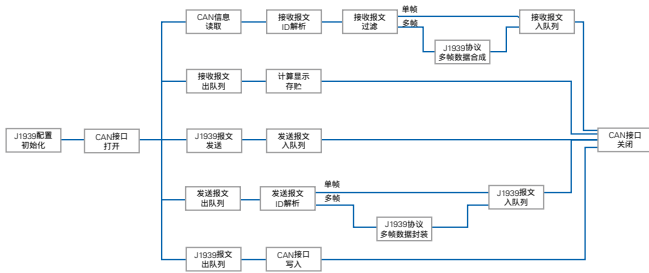 J1939配置
初始化
CAN接口
打开
CAN信息
读取
接收报文
ID解析
接收报文
过滤
单帧
多帧
J1939协议
多帧数据合成
接收报文
入队列
接收报文
出队列
计算显示
存贮
J1939报文
发送
发送报文
入队列
发送报文
出队列
发送报文
ID解析
单帧
多帧
J1939协议
多帧数据封装
J1939报文
入队列
J1939报文
出队列
CAN接口
写入
CAN接口
关闭